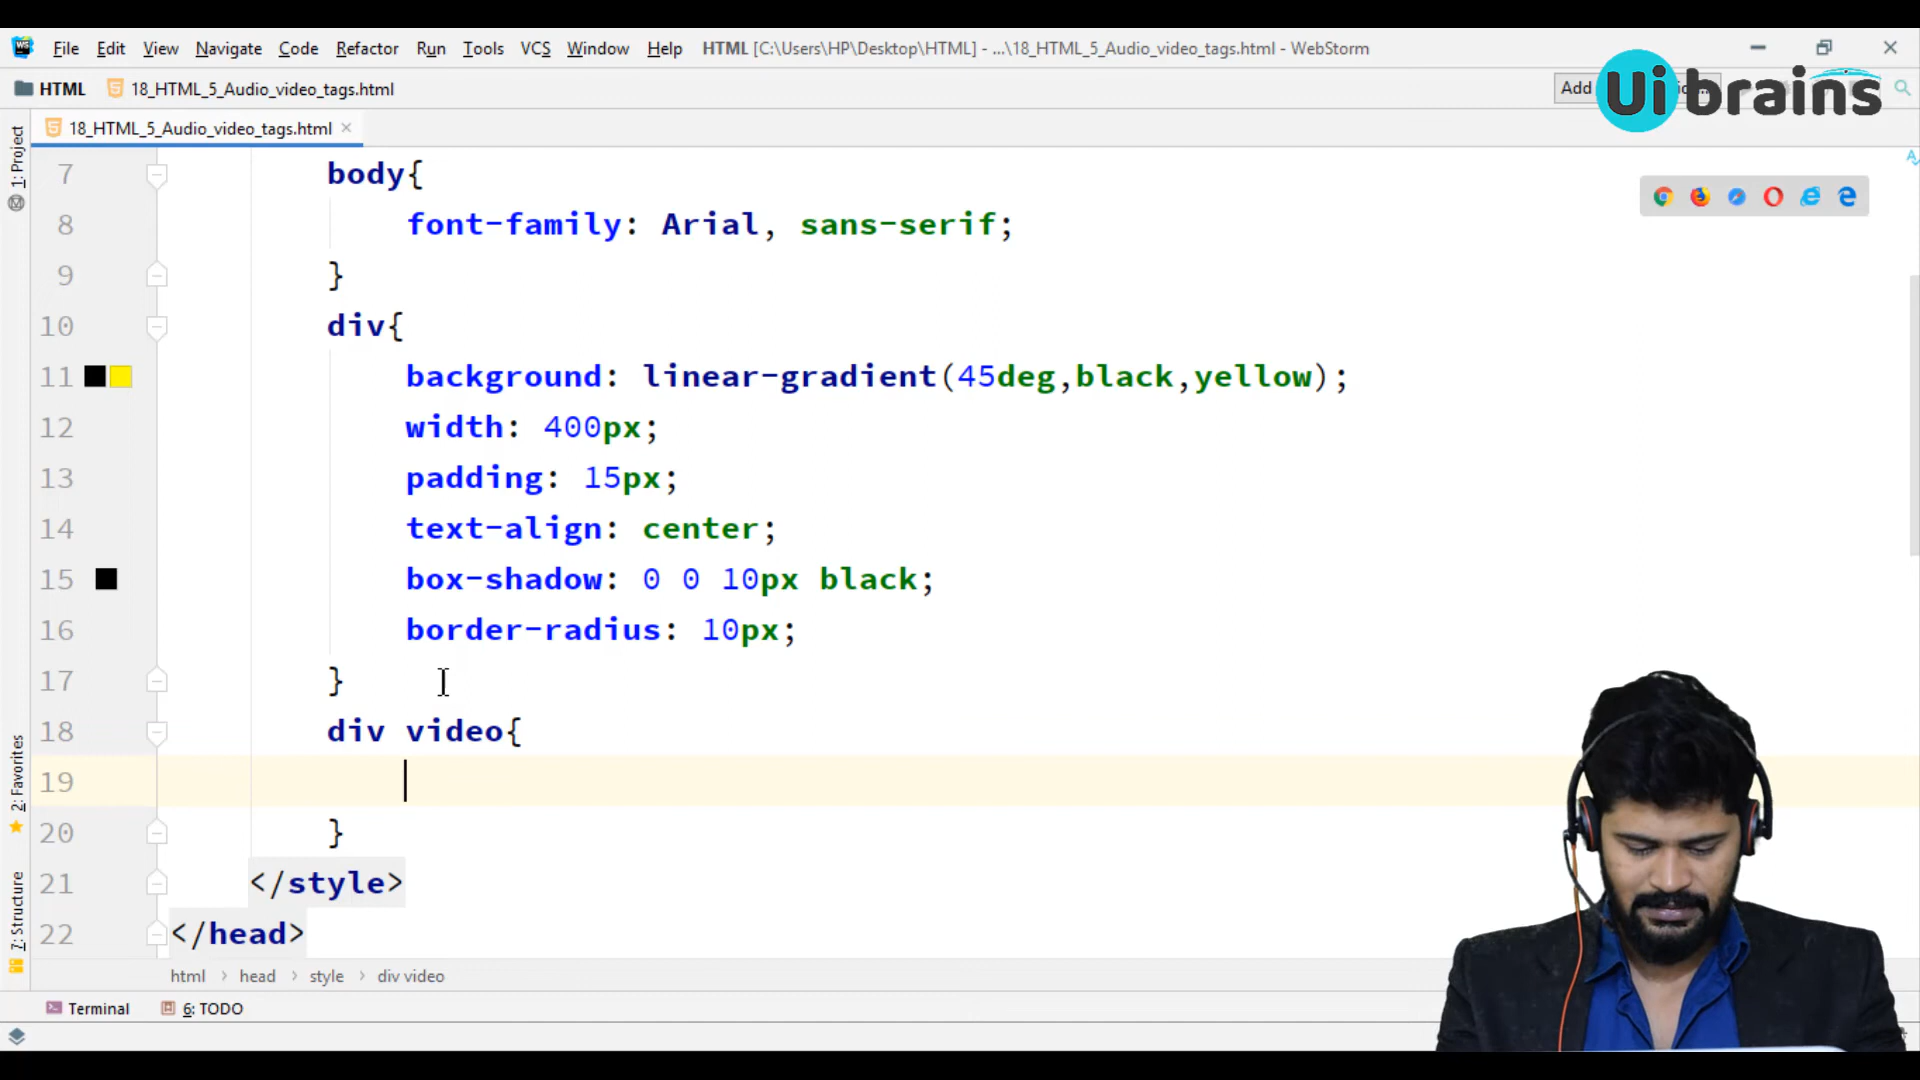 File Edit View Navigate Code Refactor Run Tools VCS Window Help HTML [C:\Users\HP\Desktop\HTML] - ...\18_HTML_5_Audio_video_tags.html - WebStorm
HTML 18_HTML_5_Audio_video_tags.html Add
Ui brains
18_HTML_5_Audio_video_tags.html
1: Project
2: Favorites
7: Structure
7 body{
8 font-family: Arial, sans-serif;
9 }
10 div{
11 background: linear-gradient(45deg,black,yellow);
12 width: 400px;
13 padding: 15px;
14 text-align: center;
15 box-shadow: 0 0 10px black;
16 border-radius: 10px;
17 }
18 div video{
19
20 }
21 </style>
22 </head>
html › head › style › div video
Terminal 6: TODO